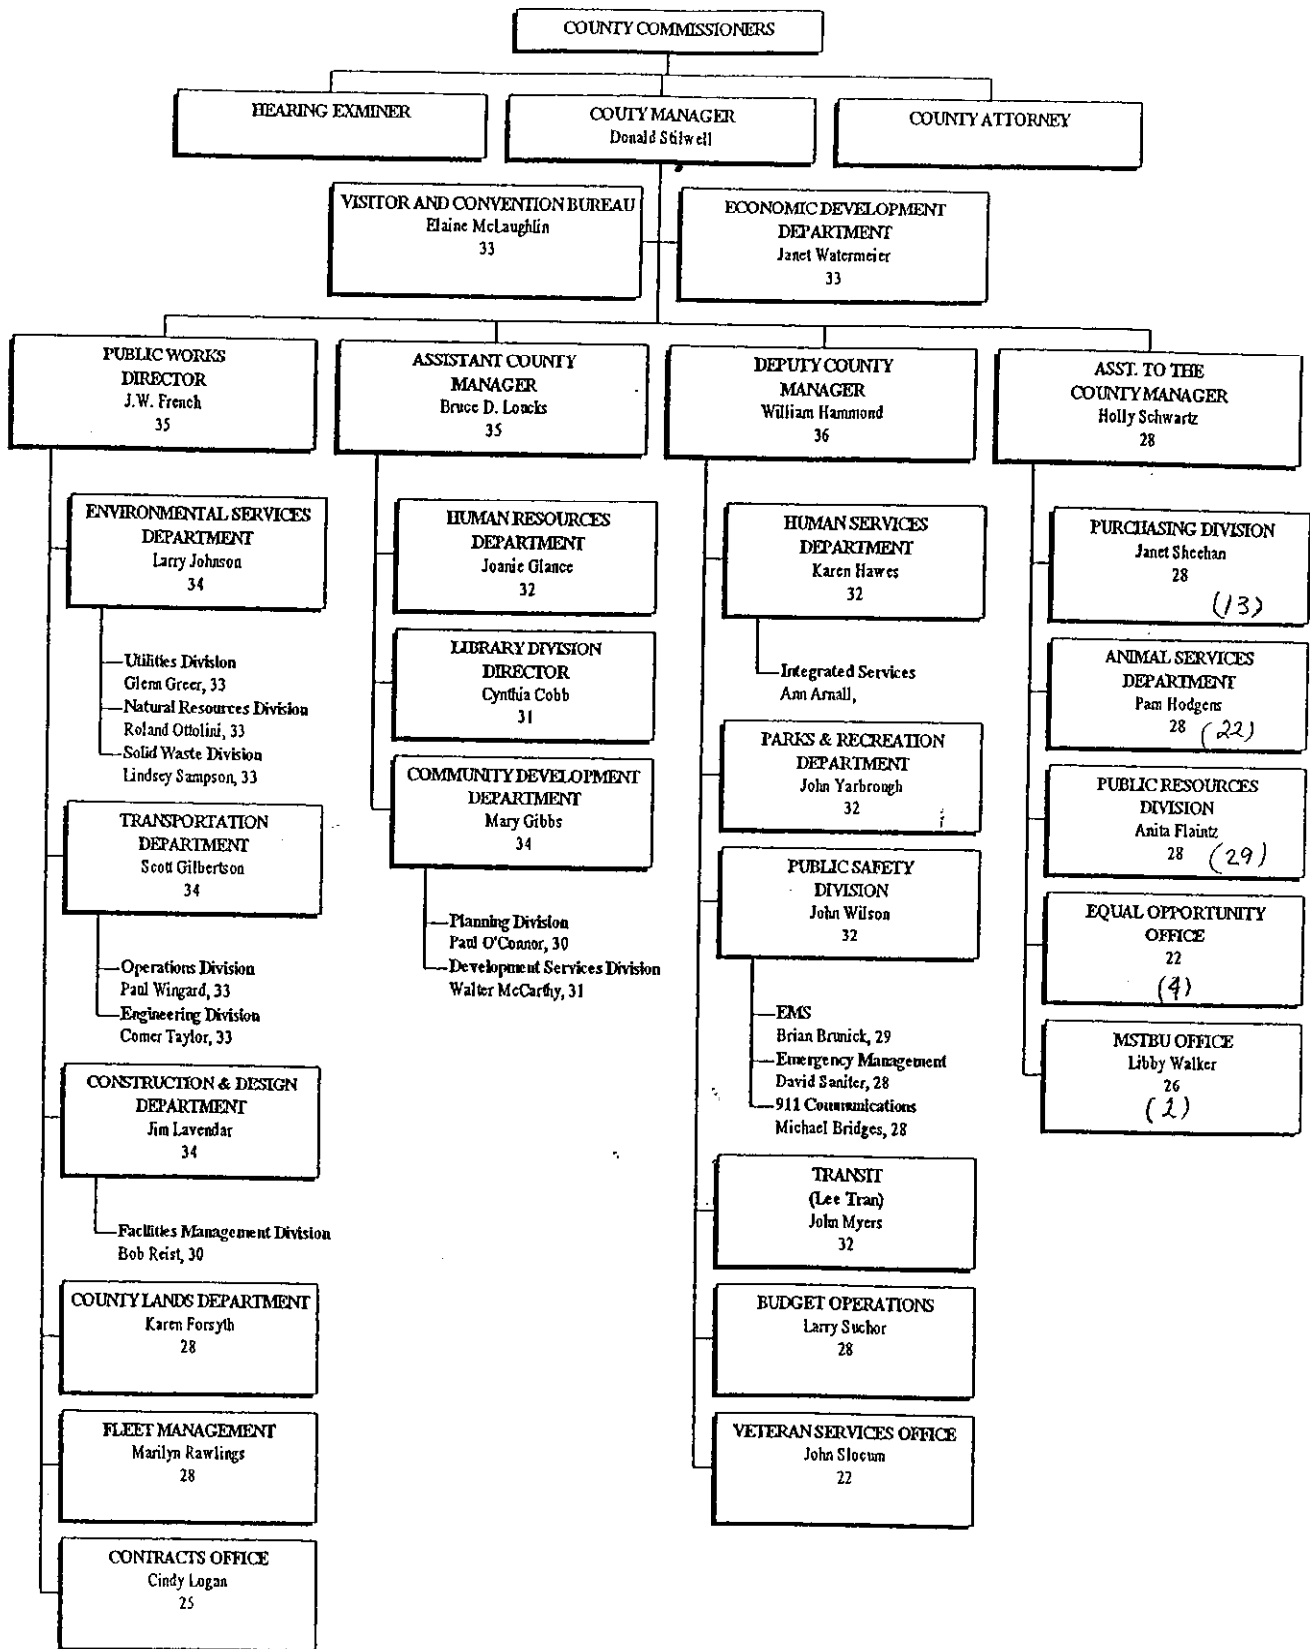 COUNTY COMMISSIONERS
HEARING EXMINER
COUTY MANAGER
Donald Stilwell
COUNTY ATTORNEY
VISITOR AND CONVENTION BUREAU
Elaine McLaughlin
33
ECONOMIC DEVELOPMENT
DEPARTMENT
Janet Watermeier
33
PUBLIC WORKS
DIRECTOR
J.W. French
35
ENVIRONMENTAL SERVICES
DEPARTMENT
Larry Johnson
34
Utilities Division
Glenn Greer, 33
Natural Resources Division
Roland Ottolini, 33
Solid Waste Division
Lindsey Sampson, 33
TRANSPORTATION
DEPARTMENT
Scott Gilbertson
34
Operations Division
Paul Wingard, 33
Engineering Division
Comer Taylor, 33
CONSTRUCTION & DESIGN
DEPARTMENT
Jim Lavendar
34
Facilities Management Division
Bob Reist, 30
COUNTY LANDS DEPARTMENT
Karen Forsyth
28
FLEET MANAGEMENT
Marilyn Rawlings
28
CONTRACTS OFFICE
Cindy Logan
25
ASSISTANT COUNTY
MANAGER
Bruce D. Loucks
35
HUMAN RESOURCES
DEPARTMENT
Joanie Glance
32
LIBRARY DIVISION
DIRECTOR
Cynthia Cobb
31
COMMUNITY DEVELOPMENT
DEPARTMENT
Mary Gibbs
34
Planning Division
Paul O'Connor, 30
Development Services Division
Walter McCarthy, 31
DEPUTY COUNTY
MANAGER
William Hammond
36
HUMAN SERVICES
DEPARTMENT
Karen Hawes
32
Integrated Services
Ann Arnall,
PARKS & RECREATION
DEPARTMENT
John Yarbrough
32
PUBLIC SAFETY
DIVISION
John Wilson
32
EMS
Brian Brunick, 29
Emergency Management
David Saniter, 28
911 Communications
Michael Bridges, 28
TRANSIT
(Lee Tran)
John Myers
32
BUDGET OPERATIONS
Larry Suchor
28
VETERAN SERVICES OFFICE
John Slocum
22
ASST. TO THE
COUNTY MANAGER
Holly Schwartz
28
PURCHASING DIVISION
Janet Sheehan
28
(13)
ANIMAL SERVICES
DEPARTMENT
Pam Hodgens
28 (22)
PUBLIC RESOURCES
DIVISION
Anita Flaintz
28 (29)
EQUAL OPPORTUNITY
OFFICE
22
(4)
MSTBU OFFICE
Libby Walker
26
(2)